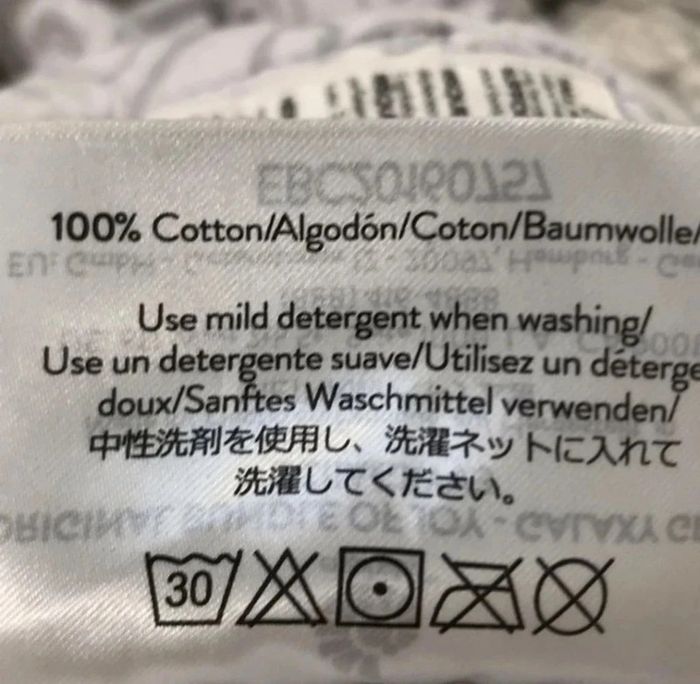 100% Cotton/Algodón/Coton/Baumwolle/
Use mild detergent when washing/
Use un detergente suave/Utilisez un déterge
doux/Sanftes Waschmittel verwenden/
中性洗剤を使用し、洗濯ネットに入れて
洗濯してください。
30